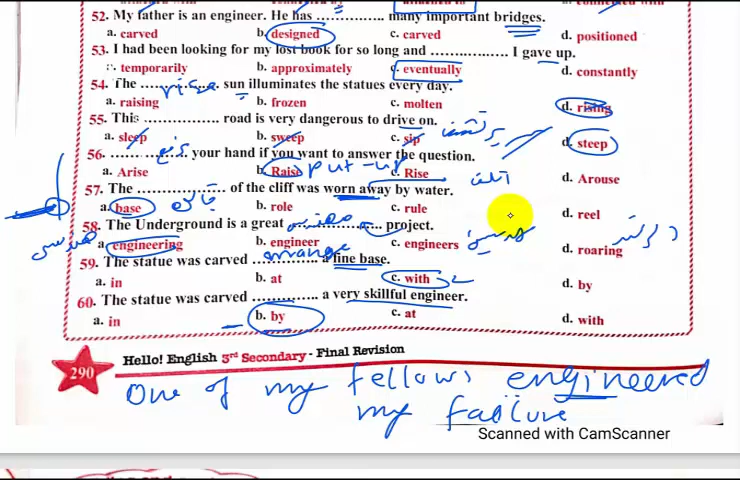 52. My father is an engineer. He has .............. many important bridges.
a. carved b. designed c. carved d. positioned
53. I had been looking for my lost book for so long and ................. I gave up.
temporarily b. approximately c. eventually d. constantly
54. The .................. sun illuminates the statues every day.
a. raising b. frozen c. molten d. rising
55. This .................. road is very dangerous to drive on.
a. sleep b. sweep c. sip d. steep
56. .................. your hand if you want to answer the question.
a. Arise b. Raise put-up c. Rise d. Arouse
57. The .................. of the cliff was worn away by water.
a. base b. role c. rule d. reel
58. The Underground is a great .................. project.
a. engineering b. engineer c. engineers d. roaring
arrange
59. The statue was carved .............. a fine base.
a. in b. at c. with d. by
60. The statue was carved .............. a very skillful engineer.
a. in b. by c. at d. with
290 Hello! English 3rd Secondary - Final Revision
One of my fellows engineered
my failure
Scanned with CamScanner